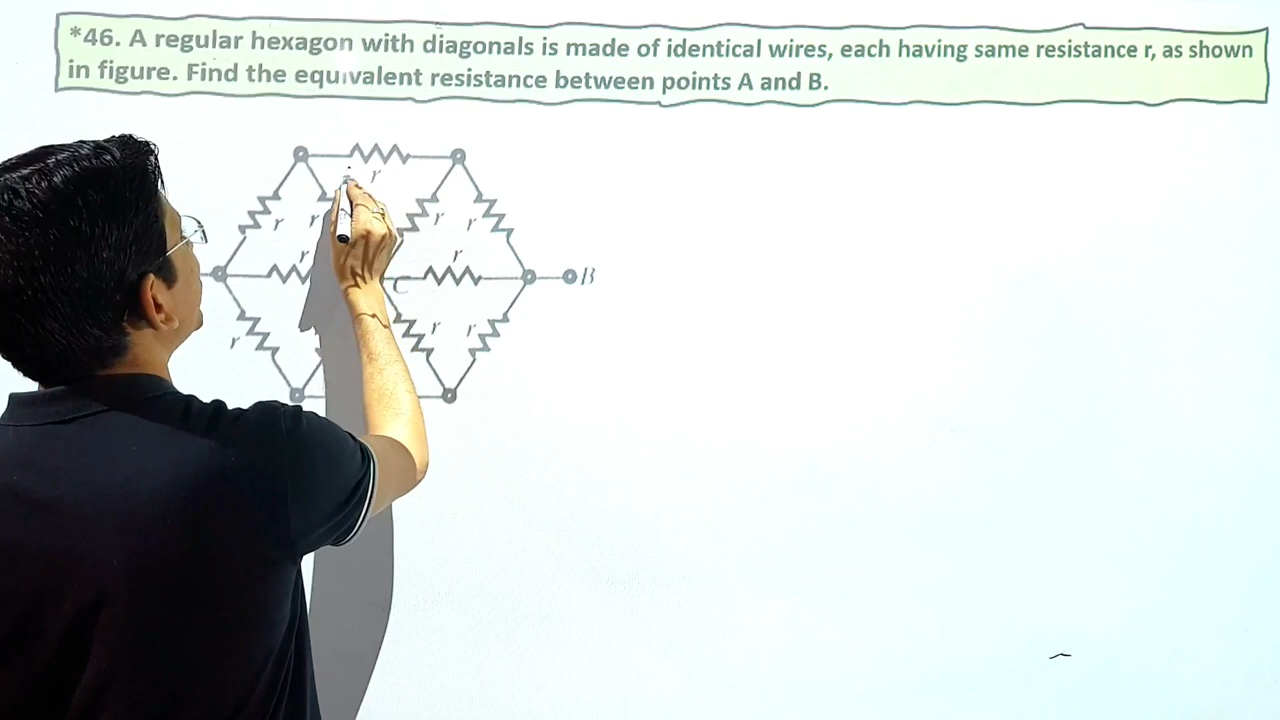 *46. A regular hexagon with diagonals is made of identical wires, each having same resistance r, as shown
in figure. Find the equivalent resistance between points A and B.
r
r r r r
r r
C B
r r r